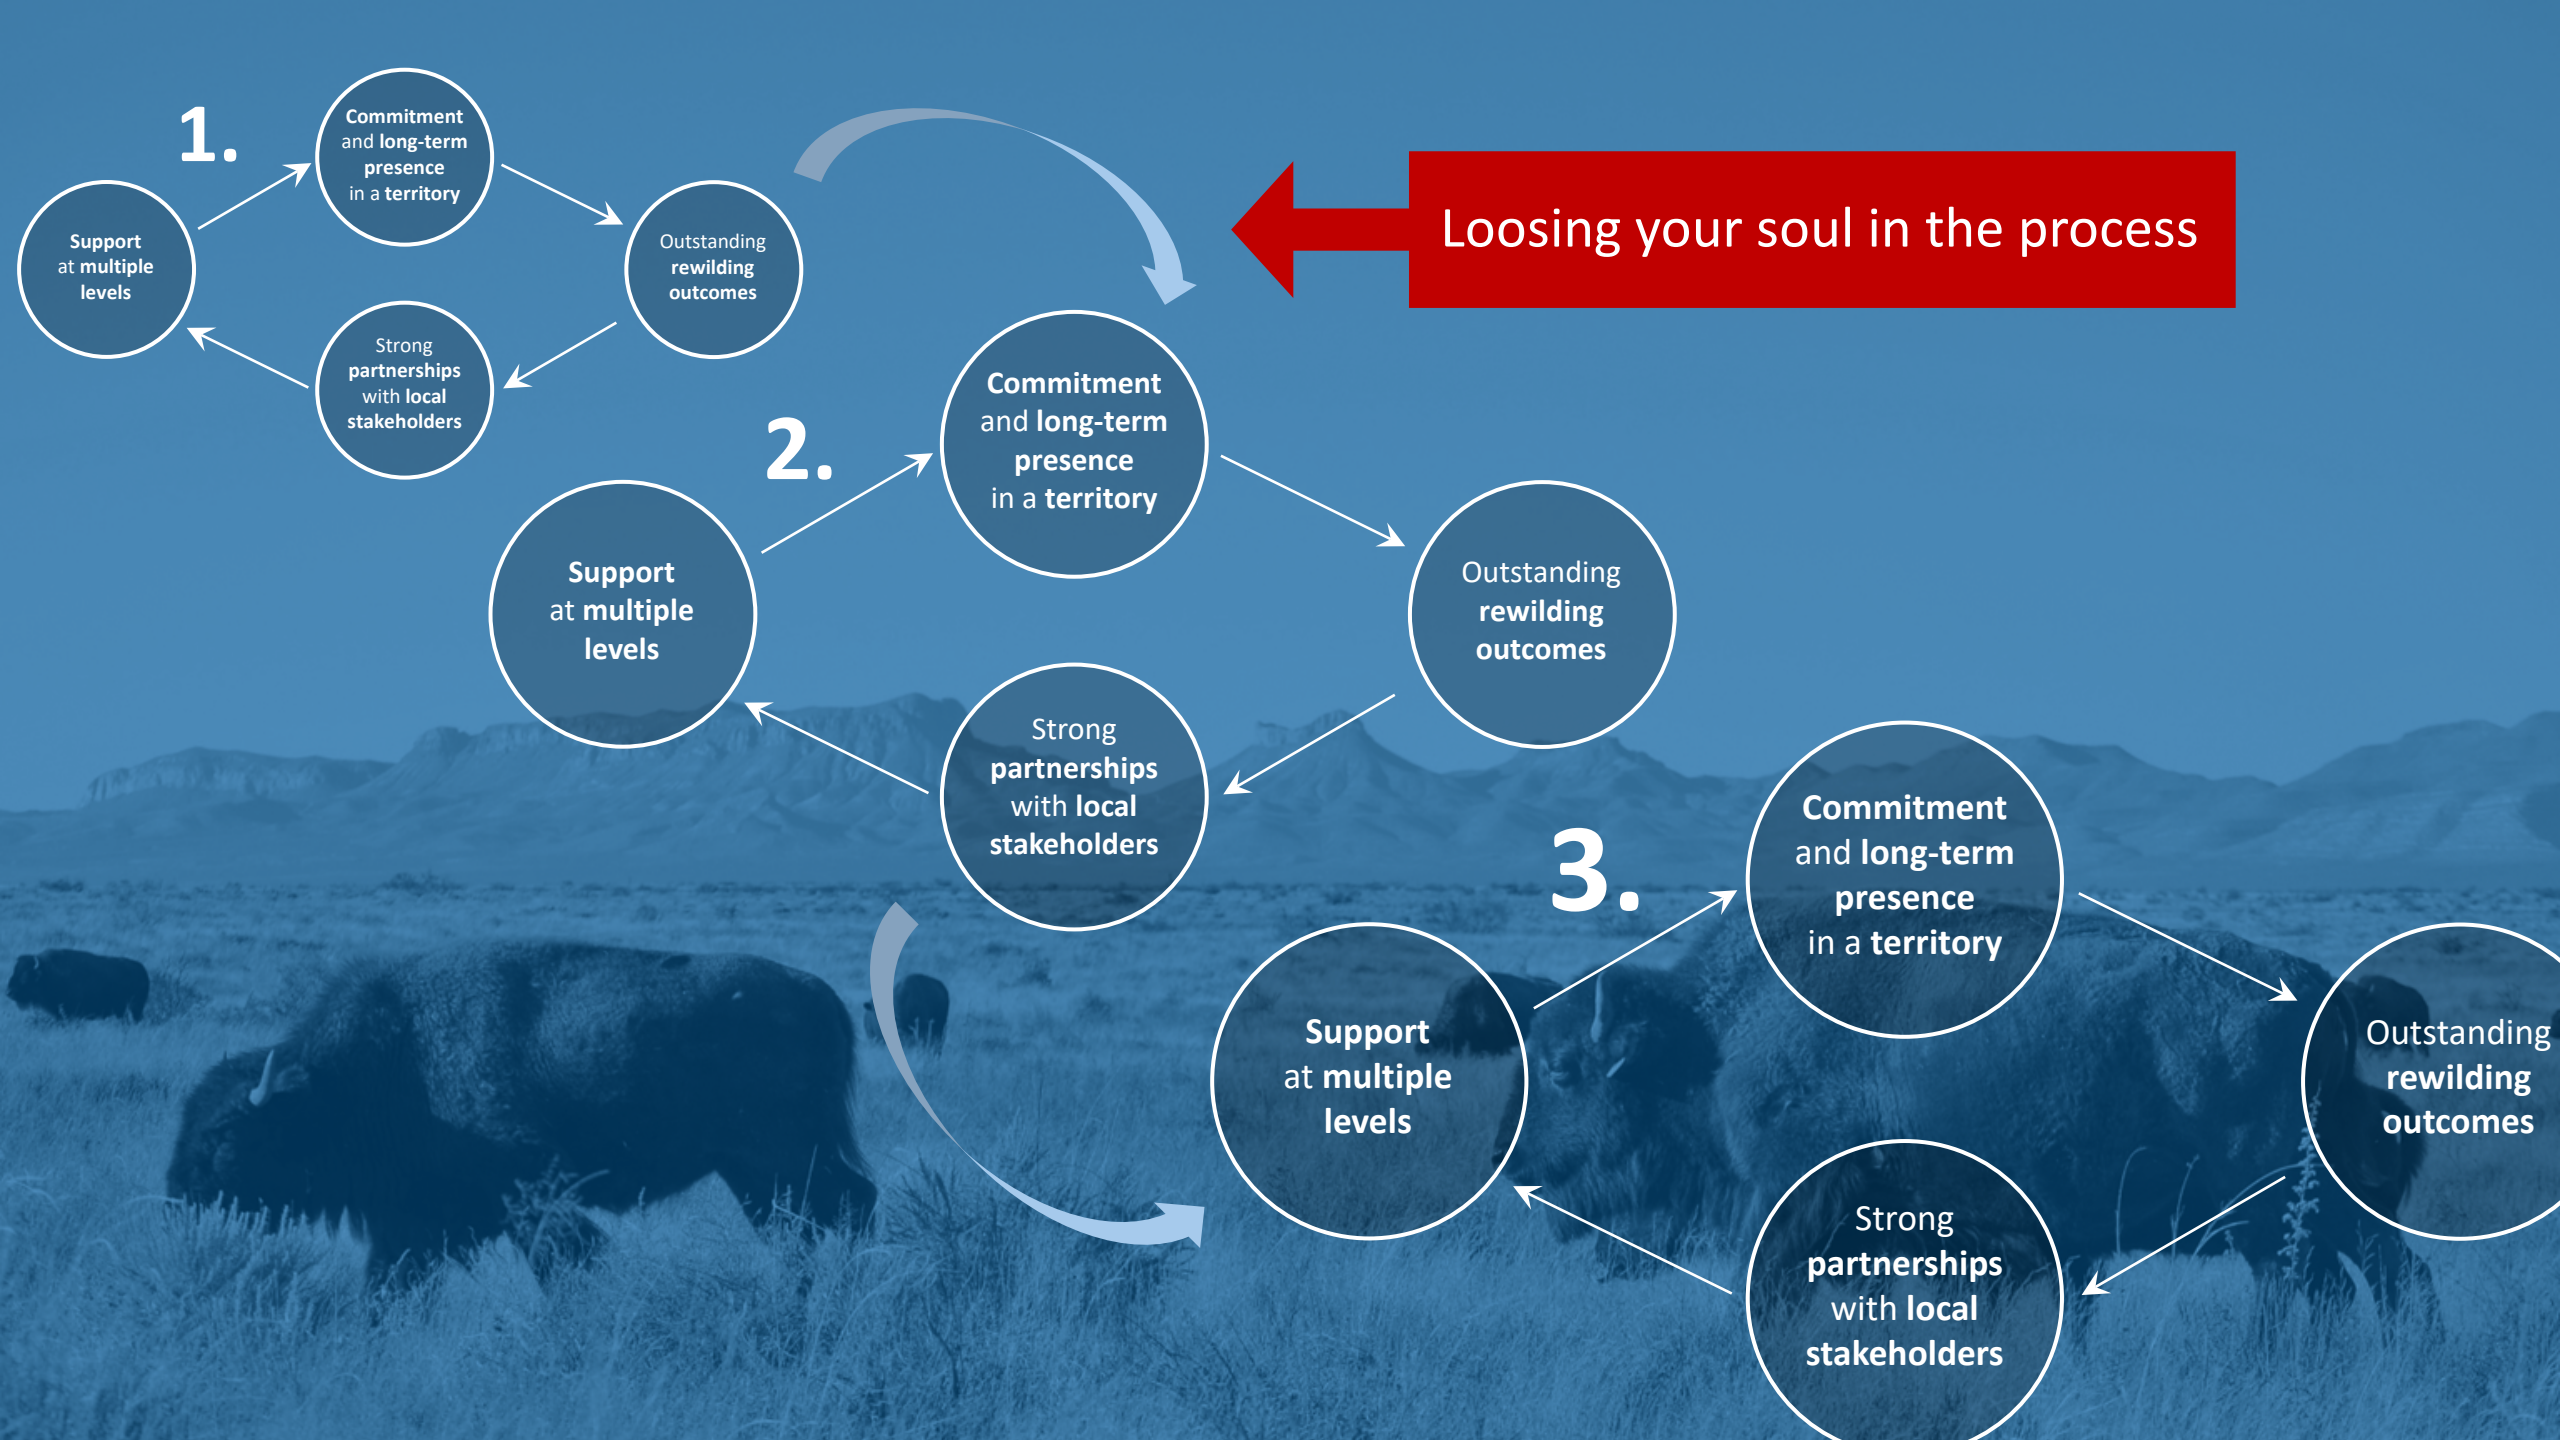 1.
Commitment
and long-term
presence
in a territory
Support
at multiple
levels
Outstanding
rewilding
outcomes
Strong
partnerships
with local
stakeholders
Loosing your soul in the process
2.
Commitment
and long-term
presence
in a territory
Support
at multiple
levels
Outstanding
rewilding
outcomes
Strong
partnerships
with local
stakeholders
3.
Commitment
and long-term
presence
in a territory
Support
at multiple
levels
Outstanding
rewilding
outcomes
Strong
partnerships
with local
stakeholders